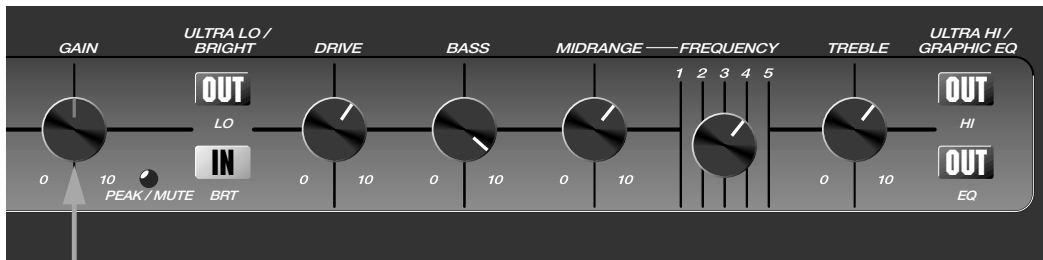 ULTRA LO / ULTRA HI /
GAIN BRIGHT DRIVE BASS MIDRANGE FREQUENCY TREBLE GRAPHIC EQ
1 2 3 4 5
OUT OUT
LO HI
IN OUT
0 10 0 10 0 10 0 10 0 10
PEAK / MUTE BRT EQ